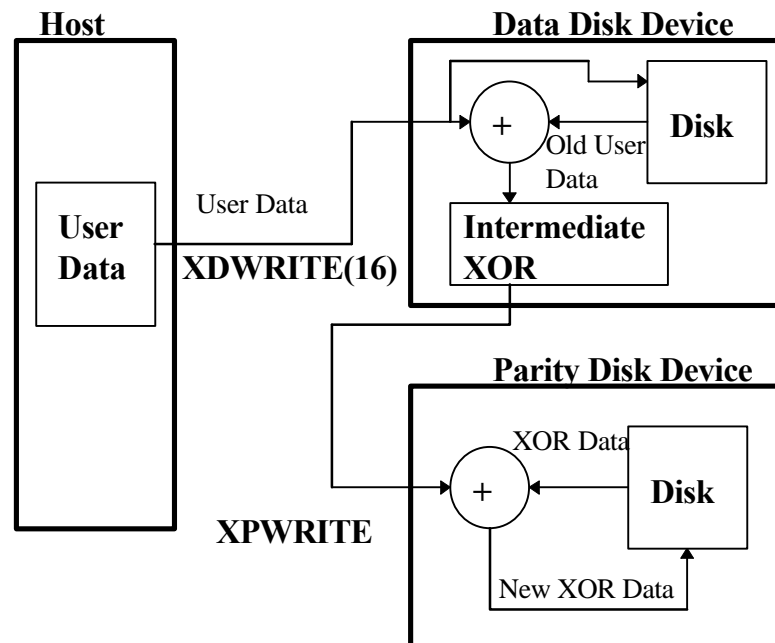 Host
Data Disk Device
+
Disk
Old User
Data
User Data
User
Data
Intermediate
XOR
XDWRITE(16)
Parity Disk Device
XOR Data
+
Disk
XPWRITE
New XOR Data